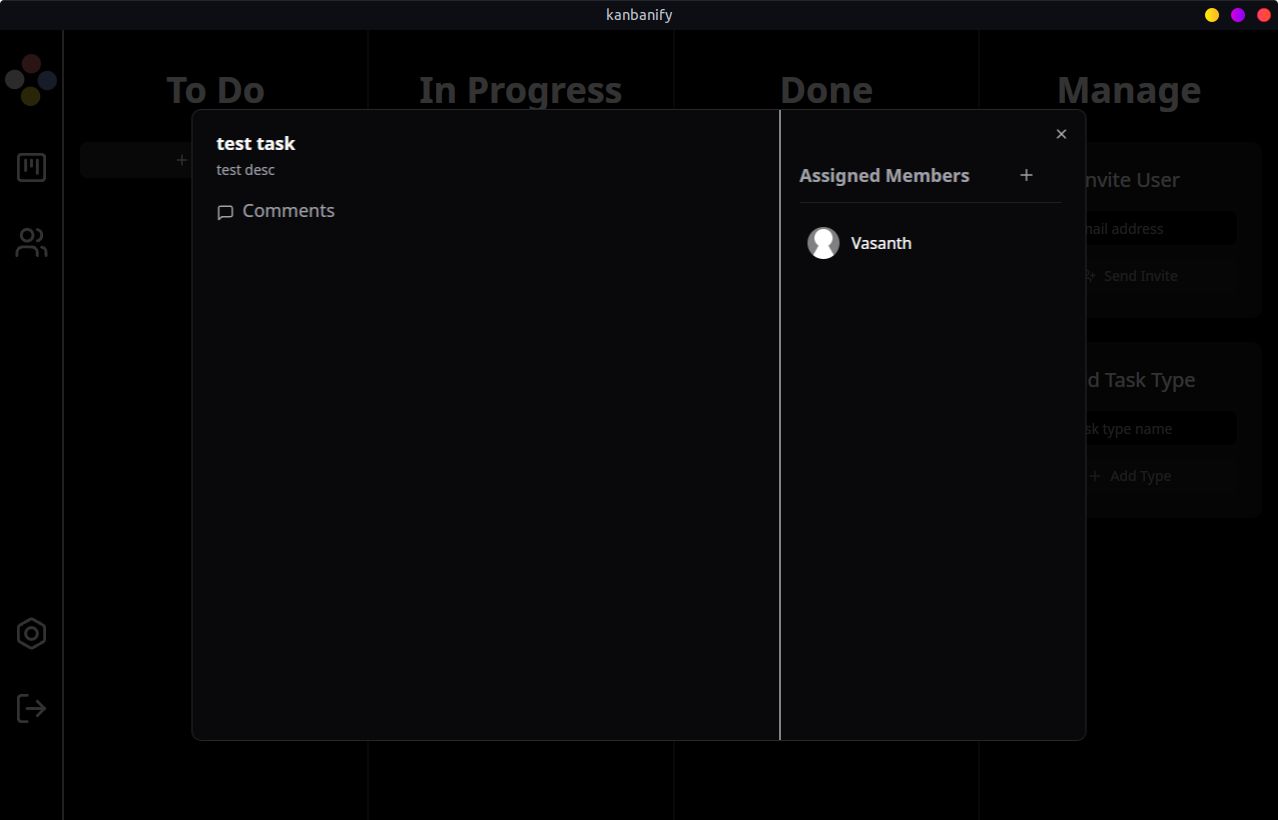 kanbanify
To Do
In Progress
Done
Manage
test task
test desc
Comments
Assigned Members
Vasanth
nvite User
ail address
Send Invite
d Task Type
sk type name
Add Type